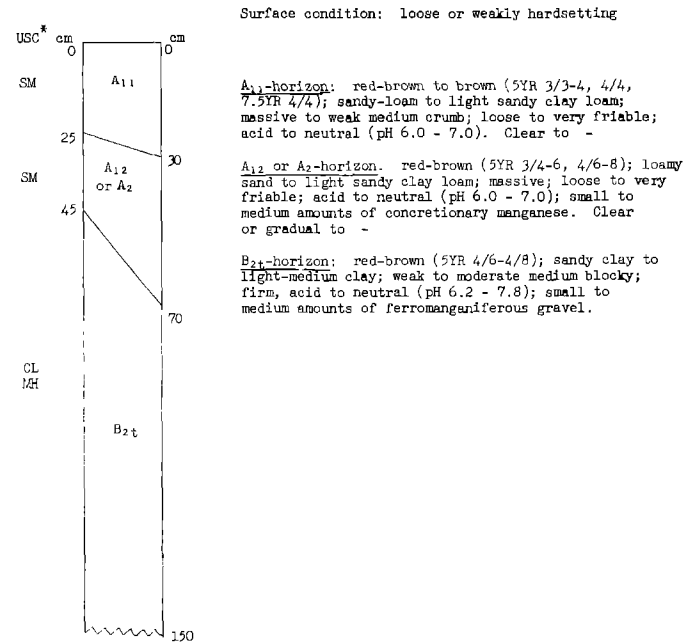 Surface condition: loose or weakly hardsetting
USC* cm cm
0 0
SM A11
A11-horizon: red-brown to brown (5YR 3/3-4, 4/4,
7.5YR 4/4); sandy-loam to light sandy clay loam;
massive to weak medium crumb; loose to very friable;
acid to neutral (pH 6.0 - 7.0). Clear to -
25
30
SM A12
or A2
A12 or A2-horizon. red-brown (5YR 3/4-6, 4/6-8); loamy
sand to light sandy clay loam; massive; loose to very
friable; acid to neutral (pH 6.0 - 7.0); small to
medium amounts of concretionary manganese. Clear
or gradual to -
45
70
B2t-horizon: red-brown (5YR 4/6-4/8); sandy clay to
light-medium clay; weak to moderate medium blocky;
firm, acid to neutral (pH 6.2 - 7.8); small to
medium amounts of ferromanganiferous gravel.
CL
MH
B2t
150